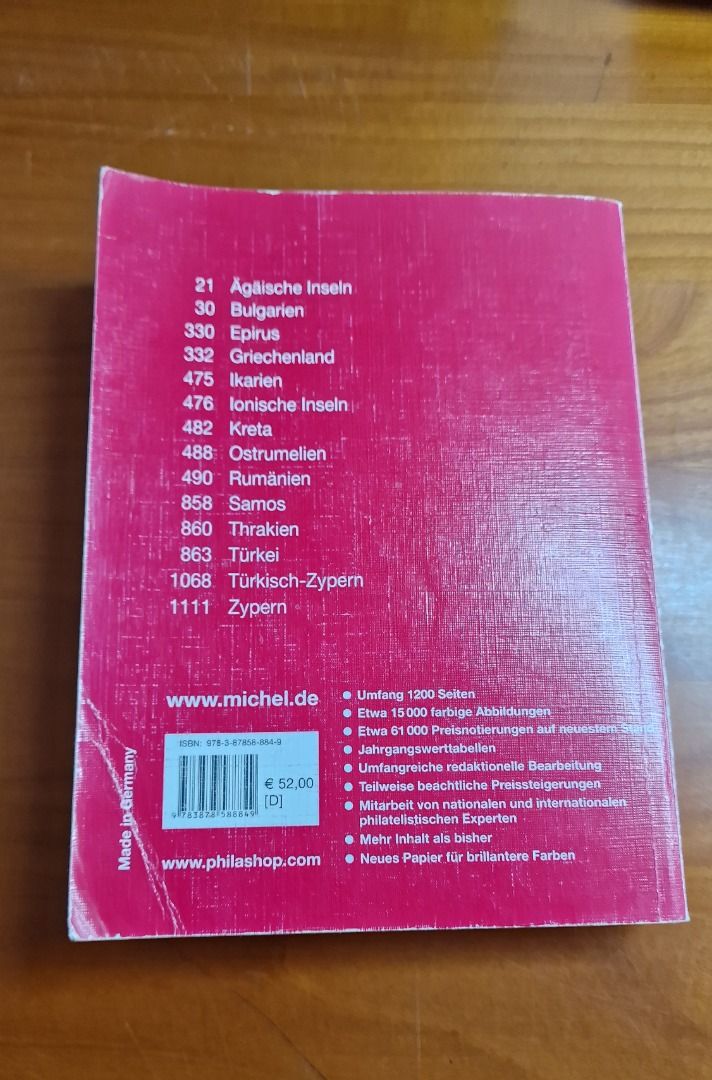 21 Ägäische Inseln
30 Bulgarien
330 Epirus
332 Griechenland
475 Ikarien
476 Ionische Inseln
482 Kreta
488 Ostrumelien
490 Rumänien
858 Samos
860 Thrakien
863 Türkei
1068 Türkisch-Zypern
1111 Zypern
www.michel.de
ISBN: 978-3-87858-884-9
€ 52,00
[D]
9 783878 588849
Made in Germany
www.philashop.com
● Umfang 1200 Seiten
● Etwa 15 000 farbige Abbildungen
● Etwa 61 000 Preisnotierungen auf neuestem Stand
● Jahrgangswerttabellen
● Umfangreiche redaktionelle Bearbeitung
● Teilweise beachtliche Preissteigerungen
● Mitarbeit von nationalen und internationalen
philatelistischen Experten
● Mehr Inhalt als bisher
● Neues Papier für brillantere Farben